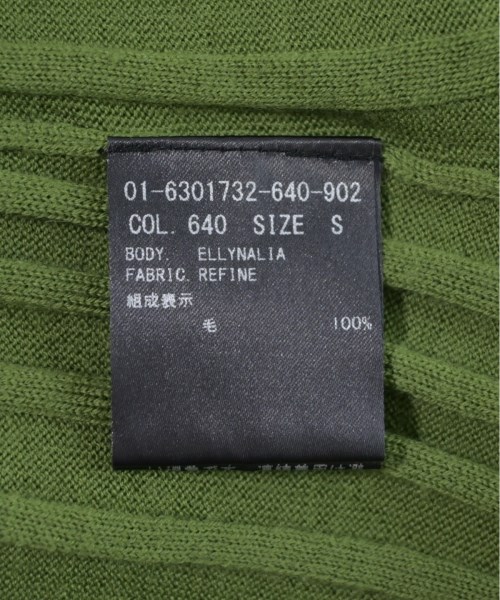 01-6301732-640-902
COL. 640 SIZE S
BODY. ELLYNALIA
FABRIC. REFINE
組成表示
毛 100%